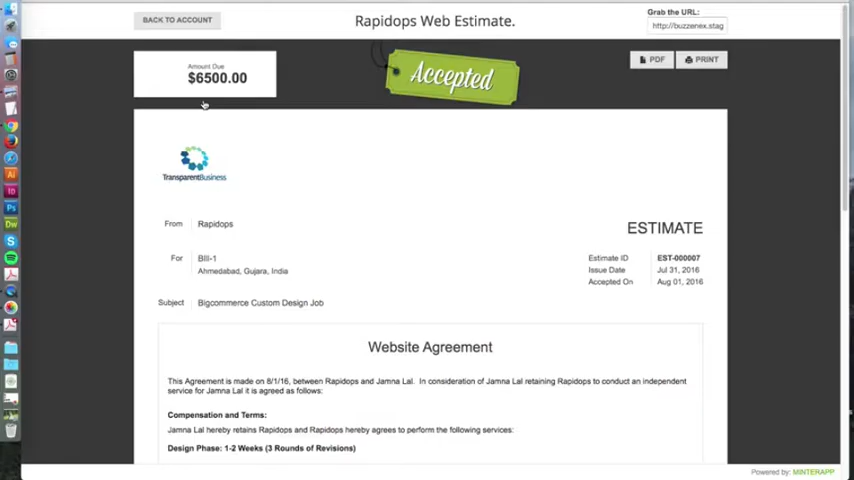 BACK TO ACCOUNT
Rapidops Web Estimate.
Grab the URL:
http://buzzenex.stag
Amount Due
$6500.00
Accepted
PDF
PRINT
TransparentBusiness
From Rapidops
ESTIMATE
For Bill-1
Ahmedabad, Gujara, India
Estimate ID EST-000007
Issue Date Jul 31, 2016
Accepted On Aug 01, 2016
Subject Bigcommerce Custom Design Job
Website Agreement
This Agreement is made on 8/1/16, between Rapidops and Jamna Lal. In consideration of Jamna Lal retaining Rapidops to conduct an independent
service for Jamna Lal it is agreed as follows:
Compensation and Terms:
Jamna Lal hereby retains Rapidops and Rapidops hereby agrees to perform the following services:
Design Phase: 1-2 Weeks (3 Rounds of Revisions)
Powered by: MINTERAPP
Ai
Id
Ps
Dw